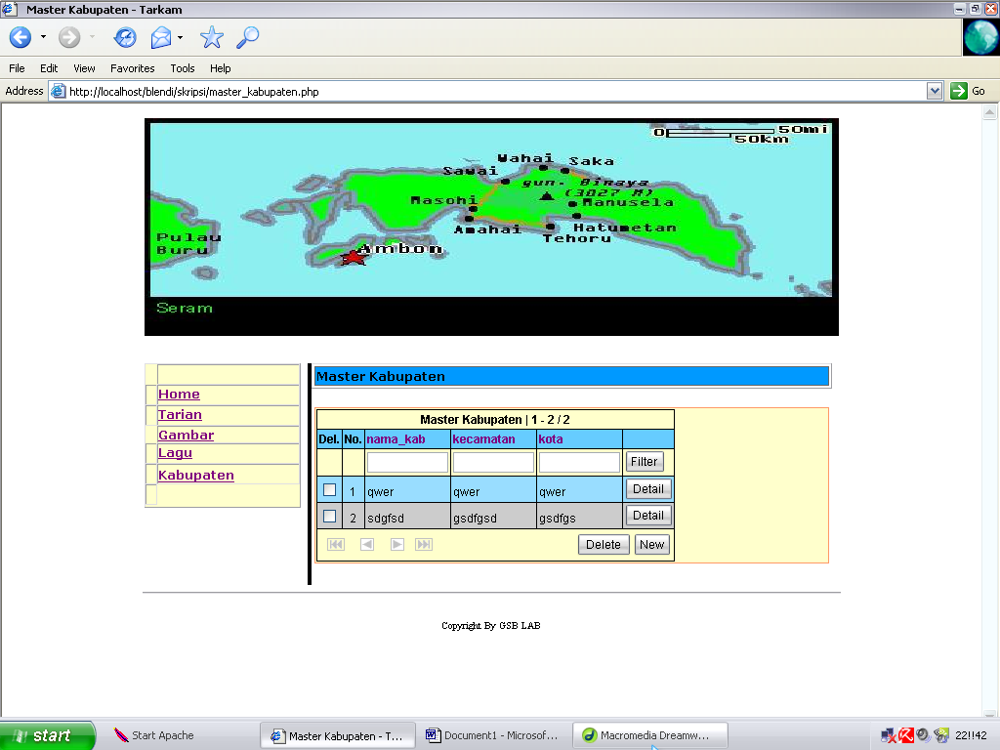 Master Kabupaten - Tarkam
File Edit View Favorites Tools Help
Address http://localhost/blendi/skripsi/master_kabupaten.php Go
0 50mi
50km
Wahai Saka
Sawai
gun. Binaya
(3027 M)
Masohi Manusela
Amahai Hatumetan
Tehoru
Pulau
Buru
Ambon
Seram
Home
Tarian
Gambar
Lagu
Kabupaten
Master Kabupaten
Master Kabupaten | 1 - 2 / 2
Del. No. nama_kab kecamatan kota
Filter
1 qwer qwer qwer Detail
2 sdgfsd gsdfgsd gsdfgs Detail
Delete New
Copyright By GSB LAB
start Start Apache Master Kabupaten - T... Document1 - Microsof... Macromedia Dreamw... 22!!42